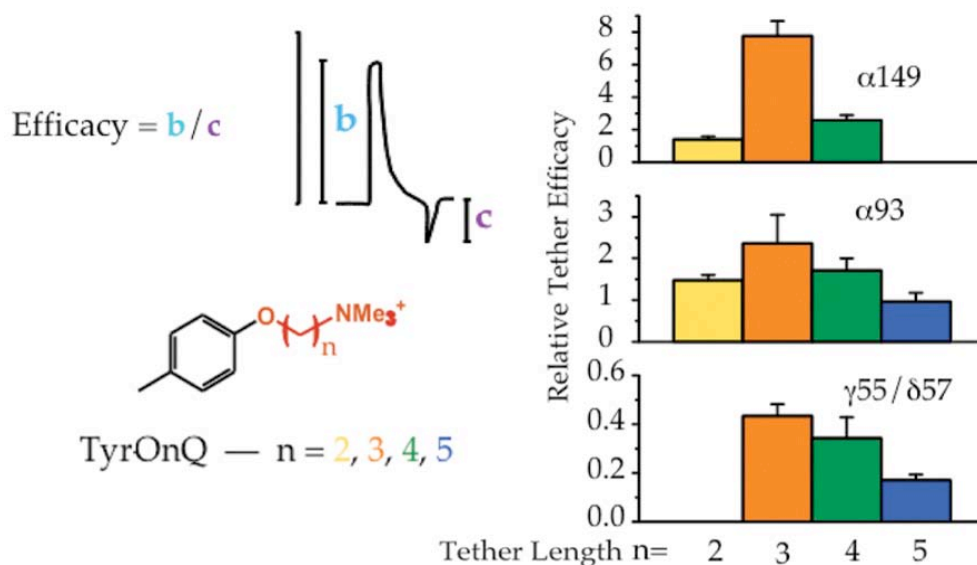 Efficacy = b/c
b
c
O
NMe₃⁺
n
TyrOnQ — n = 2, 3, 4, 5
Relative Tether Efficacy
8
6
4
2
0
α149
3
2
1
0
α93
0.6
0.4
0.2
0.0
γ55/δ57
Tether Length n= 2 3 4 5